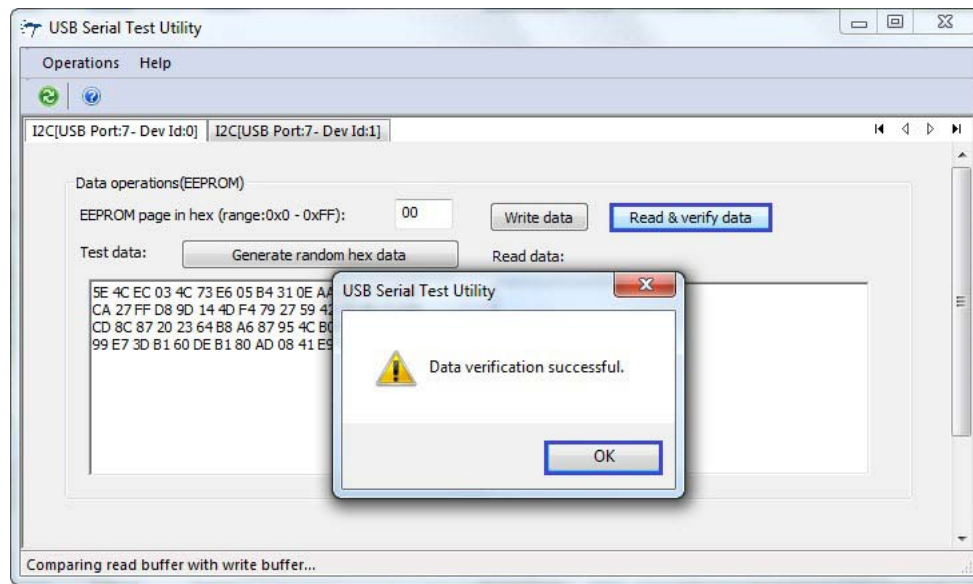 USB Serial Test Utility
Operations Help
I2C[USB Port:7- Dev Id:0] I2C[USB Port:7- Dev Id:1]
Data operations(EEPROM)
EEPROM page in hex (range:0x0 - 0xFF): 00 Write data Read & verify data
Test data: Generate random hex data Read data:
5E 4C EC 03 4C 73 E6 05 B4 31 0E
CA 27 FF D8 9D 14 4D F4 79 27 59 42
CD 8C 87 20 23 64 B8 A6 87 95 4C
99 E7 3D B1 60 DE B1 80 AD 08 41
USB Serial Test Utility
Data verification successful.
OK
Comparing read buffer with write buffer...